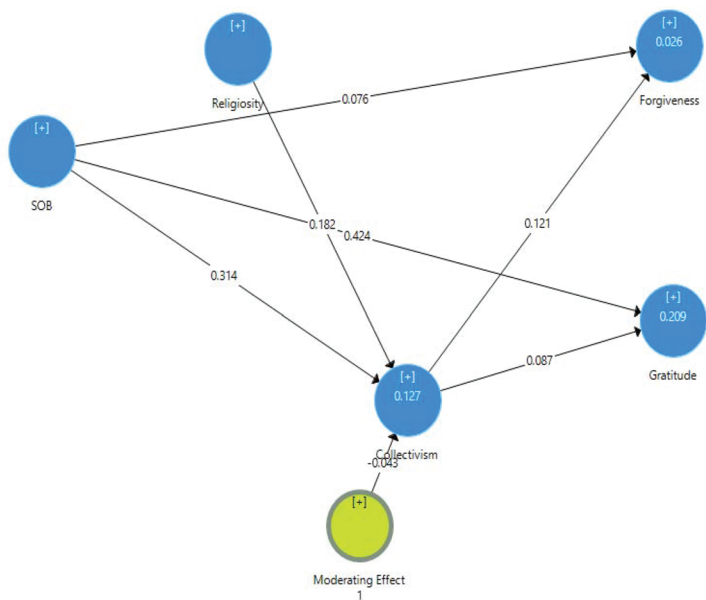 [+]
Religiosity
[+]
0.026
Forgiveness
[+]
SOB
0.076
0.182
0.424
0.121
0.314
[+]
0.209
Gratitude
0.087
[+]
0.127
Collectivism
-0.043
[+]
Moderating Effect
1